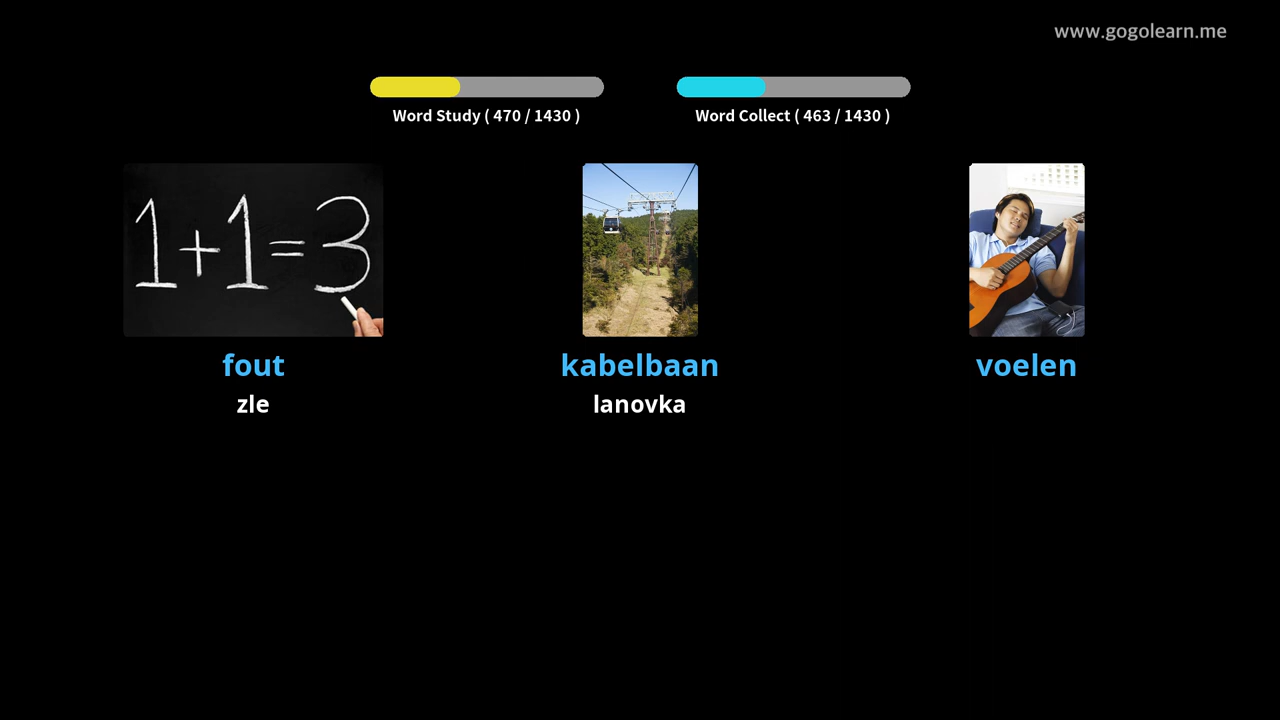 www.gogolearn.me
Word Study ( 470 / 1430 )
Word Collect ( 463 / 1430 )
1+1=3
fout
zle
kabelbaan
lanovka
voelen